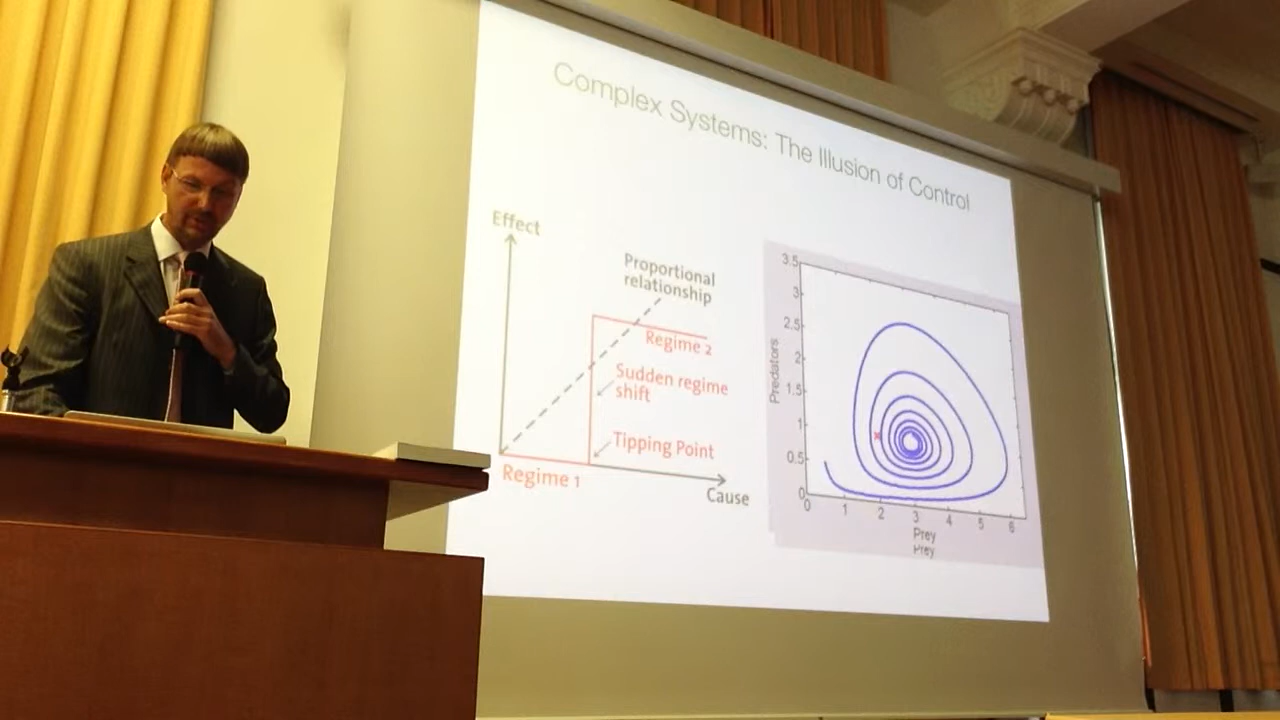 Complex Systems: The Illusion of Control
Effect
Proportional
relationship
Regime 2
Sudden regime
shift
Tipping Point
Regime 1
Cause
3.5
3
2.5
2
1.5
1
0.5
0
Predators
0 1 2 3 4 5 6
Prey
Prey